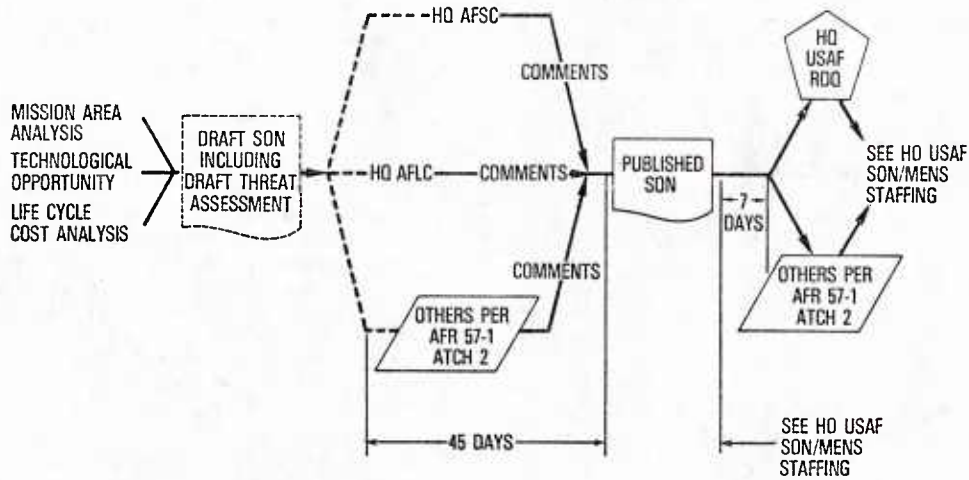 MISSION AREA
ANALYSIS
TECHNOLOGICAL
OPPORTUNITY
LIFE CYCLE
COST ANALYSIS
DRAFT SON
INCLUDING
DRAFT THREAT
ASSESSMENT
HQ AFSC
COMMENTS
HQ AFLC
COMMENTS
COMMENTS
OTHERS PER
AFR 57-1
ATCH 2
45 DAYS
PUBLISHED
SON
7
DAYS
HQ
USAF
RDQ
SEE HQ USAF
SON/MENS
STAFFING
OTHERS PER
AFR 57-1
ATCH 2
SEE HQ USAF
SON/MENS
STAFFING